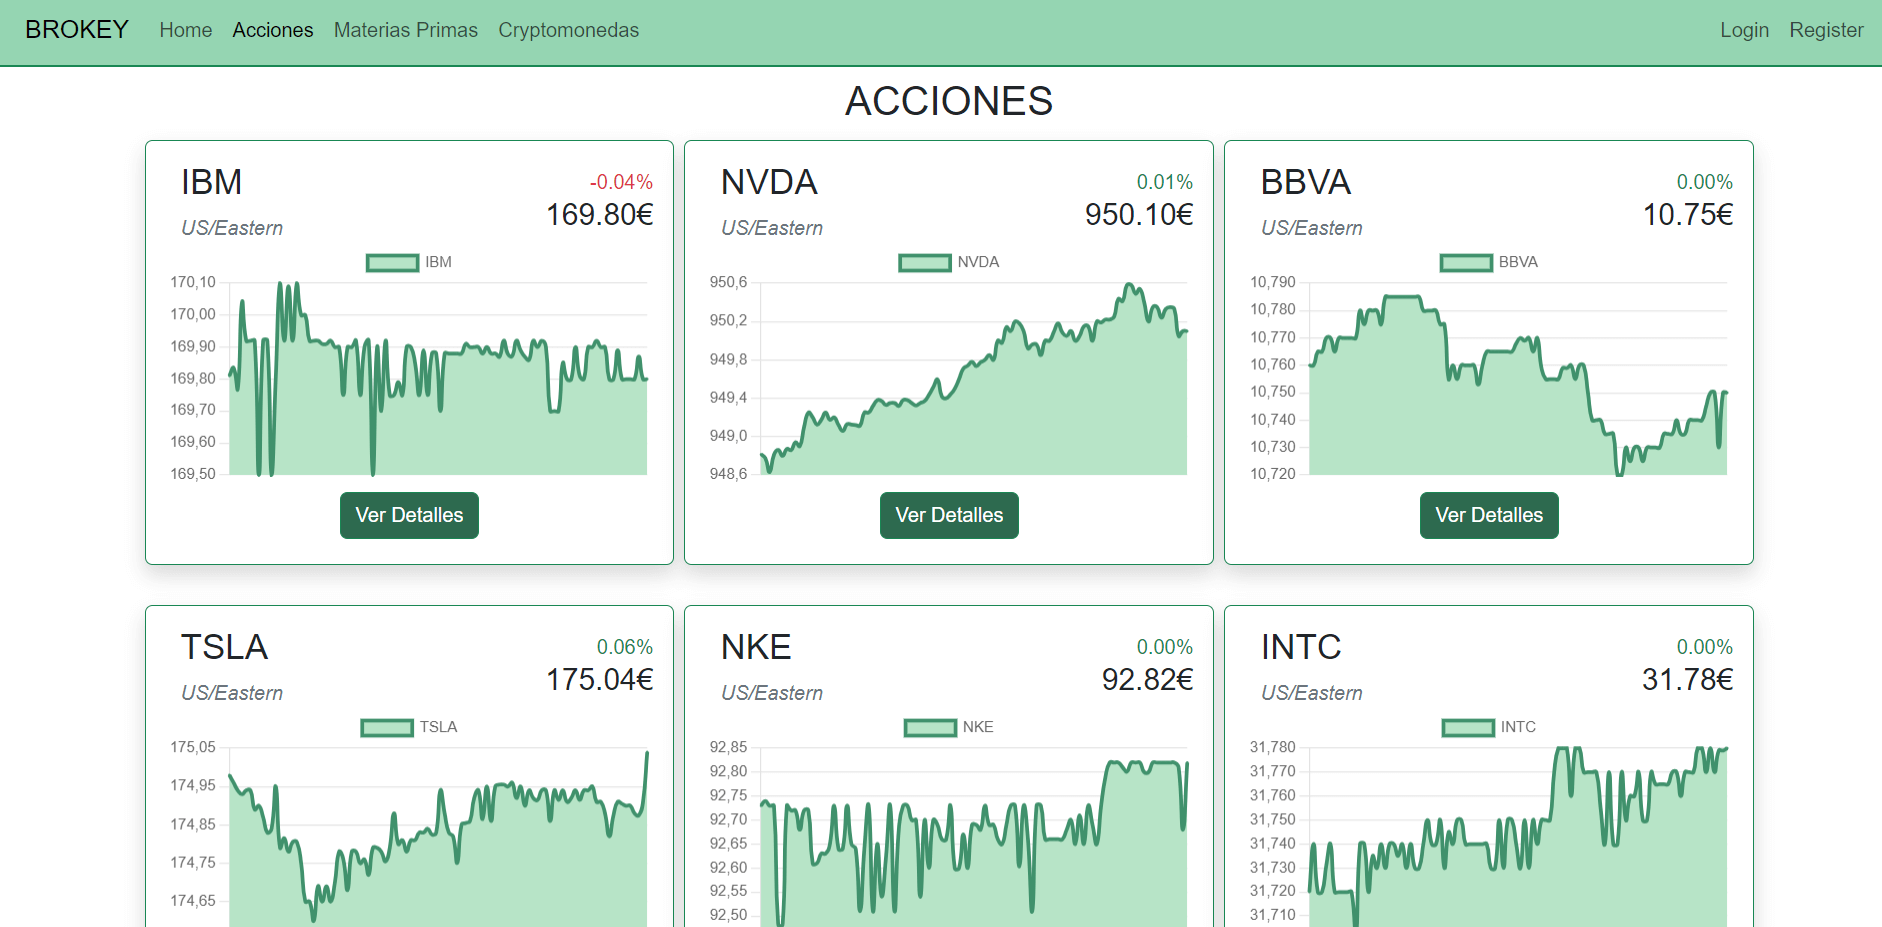 BROKEY Home Acciones Materias Primas Cryptomonedas Login Register
ACCIONES
IBM
-0.04%
169.80€
US/Eastern
IBM
170,10
170,00
169,90
169,80
169,70
169,60
169,50
Ver Detalles
NVDA
0.01%
950.10€
US/Eastern
NVDA
950,6
950,2
949,8
949,4
949,0
948,6
Ver Detalles
BBVA
0.00%
10.75€
US/Eastern
BBVA
10,790
10,780
10,770
10,760
10,750
10,740
10,730
10,720
Ver Detalles
TSLA
0.06%
175.04€
US/Eastern
TSLA
175,05
174,95
174,85
174,75
174,65
NKE
0.00%
92.82€
US/Eastern
NKE
92,85
92,80
92,75
92,70
92,65
92,60
92,55
92,50
INTC
0.00%
31.78€
US/Eastern
INTC
31,780
31,770
31,760
31,750
31,740
31,730
31,720
31,710